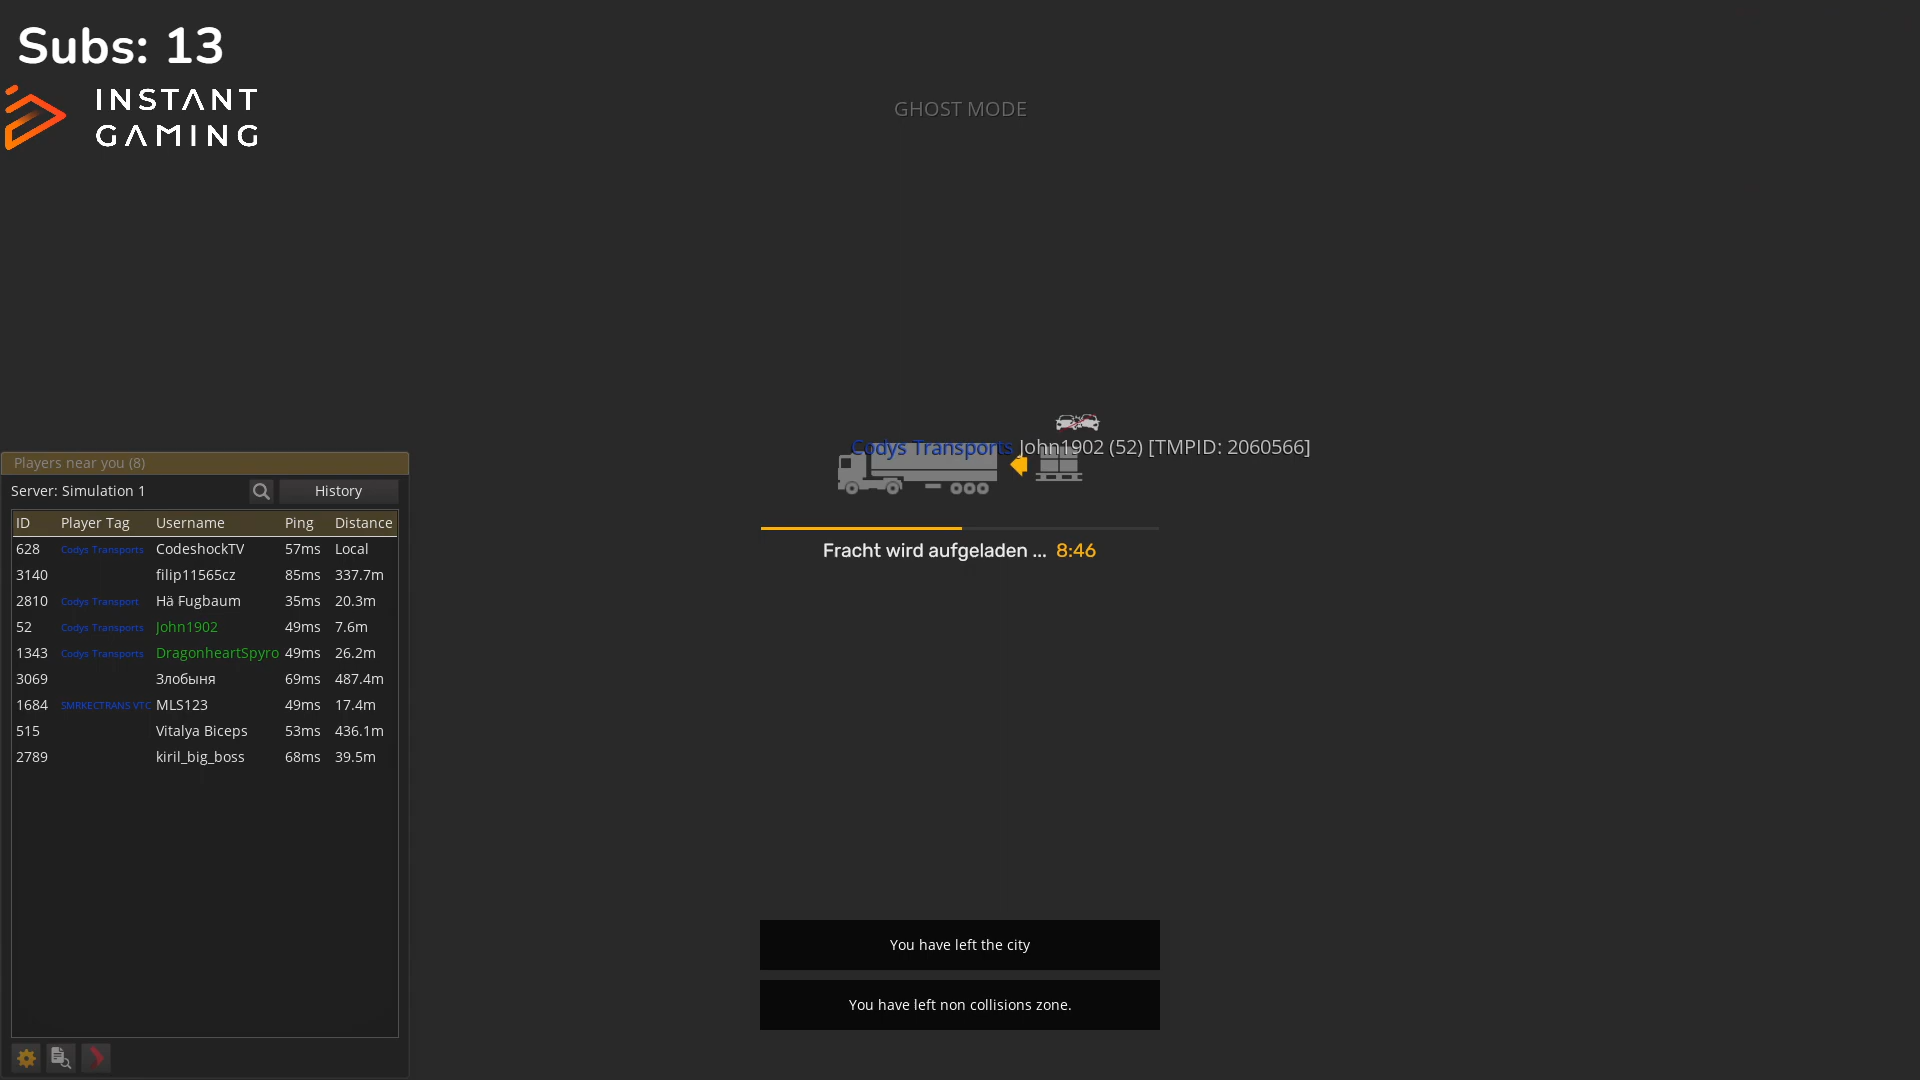 Subs: 13
INSTANT
GAMING
GHOST MODE
Codys Transports John1902 (52) [TMPID: 2060566]
Fracht wird aufgeladen ... 8:46
Players near you (8)
Server: Simulation 1 History
ID Player Tag Username Ping Distance
628 Codys Transports CodeshockTV 57ms Local
3140 filip11565cz 85ms 337.7m
2810 Codys Transport Hä Fugbaum 35ms 20.3m
52 Codys Transports John1902 49ms 7.6m
1343 Codys Transports DragonheartSpyro 49ms 26.2m
3069 Злобыня 69ms 487.4m
1684 SMRKECTRANS VTC MLS123 49ms 17.4m
515 Vitalya Biceps 53ms 436.1m
2789 kiril_big_boss 68ms 39.5m
You have left the city
You have left non collisions zone.